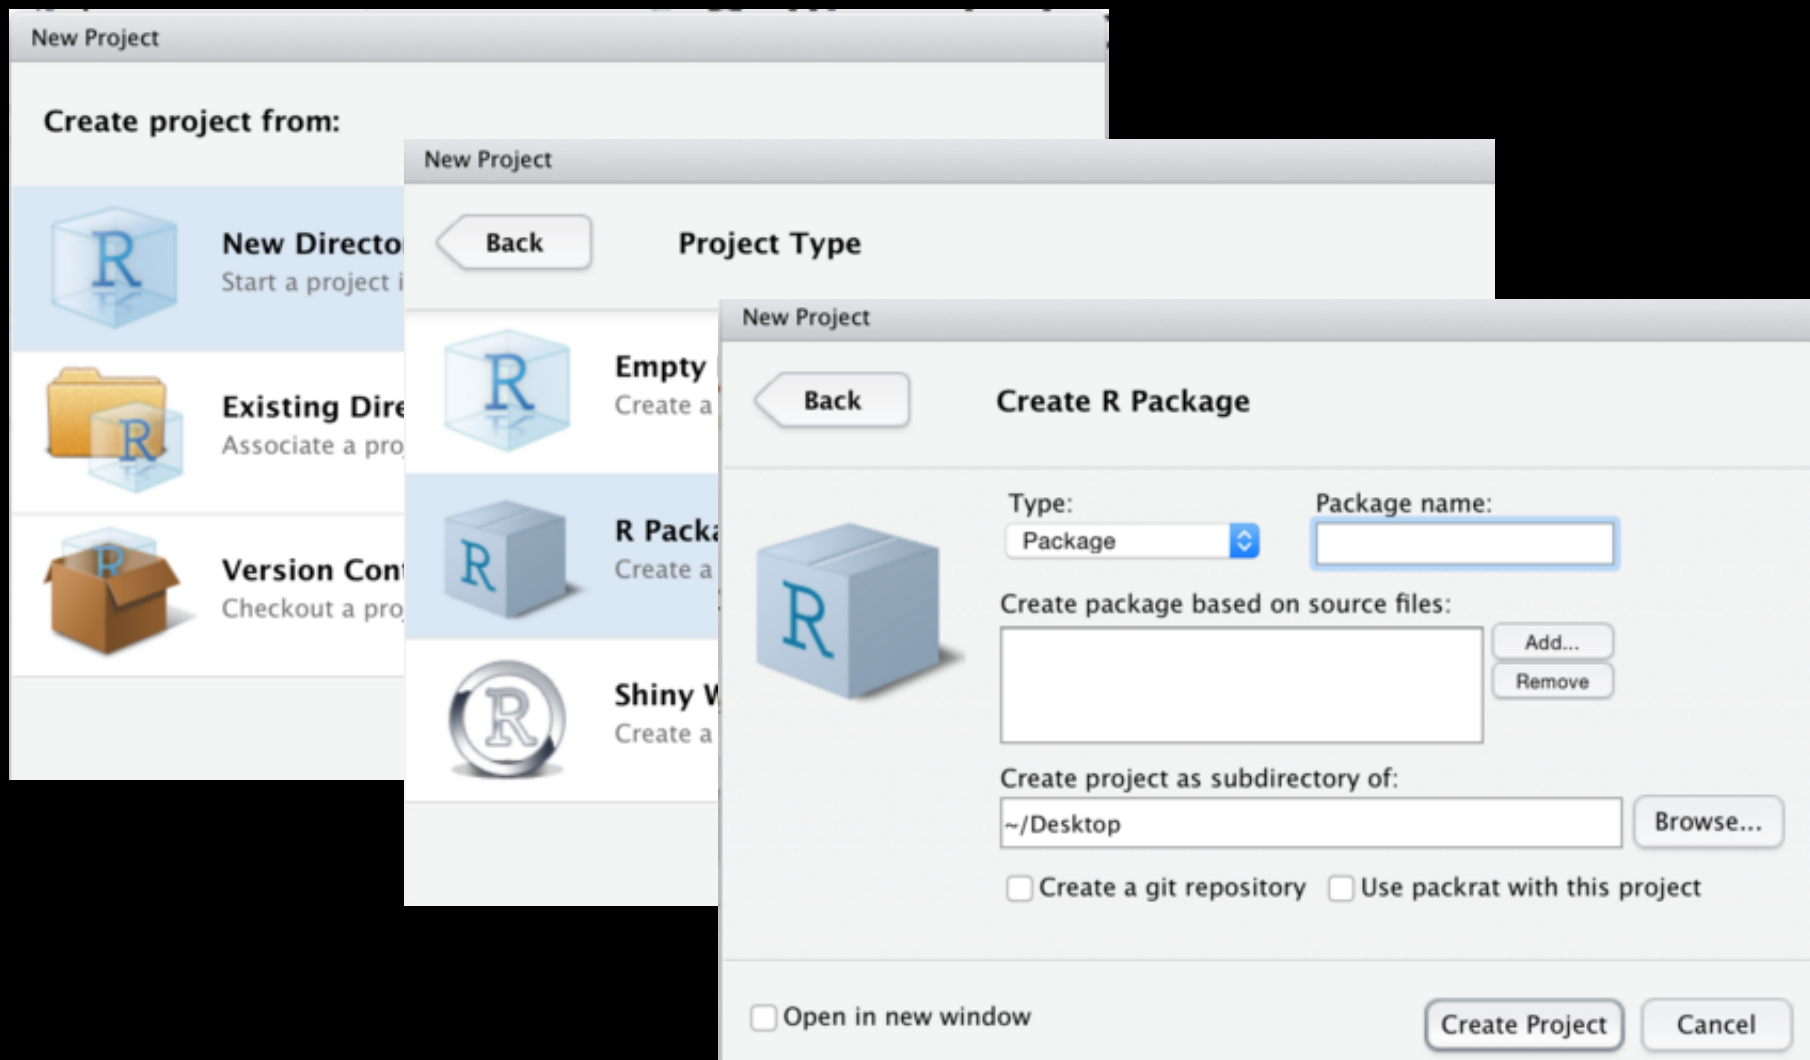 New Project
Create project from:
New Directo
Start a project i
Existing Dire
Associate a pro
Version Con
Checkout a pro
New Project
Back
Project Type
Empty
Create a
R Packa
Create a
Shiny W
Create a
New Project
Back
Create R Package
Type:
Package name:
Package
Create package based on source files:
Add...
Remove
Create project as subdirectory of:
~/Desktop
Browse...
Create a git repository
Use packrat with this project
Open in new window
Create Project
Cancel